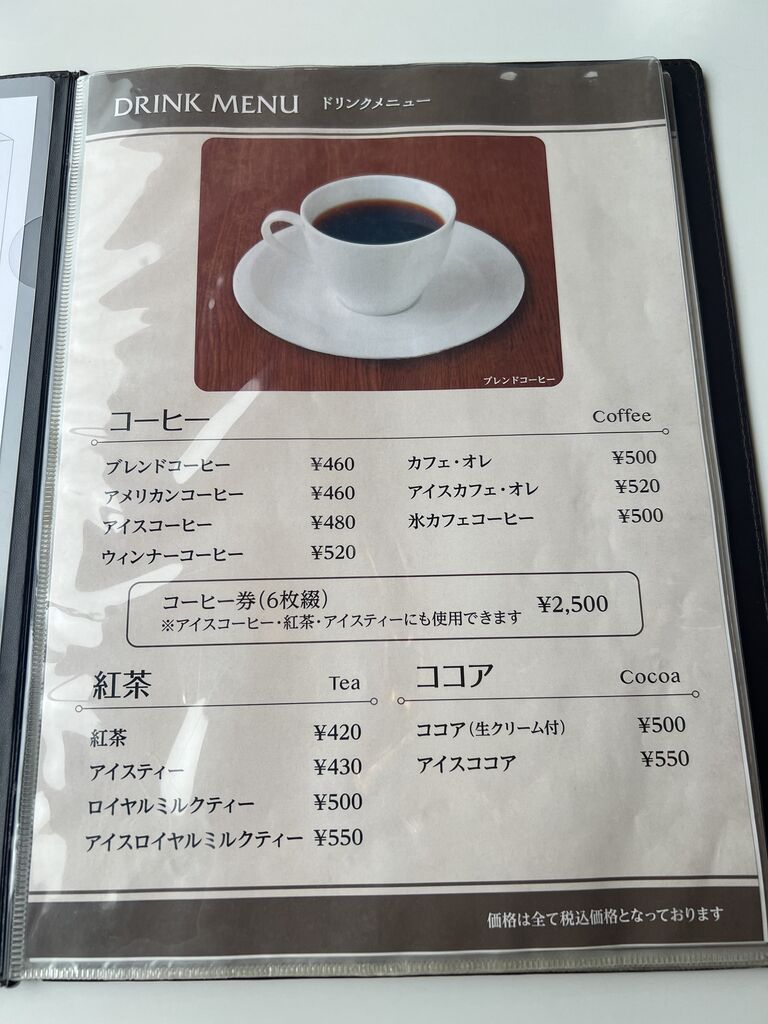 DRINK MENU ドリンクメニュー
ブレンドコーヒー
コーヒー Coffee
ブレンドコーヒー ¥460
アメリカンコーヒー ¥460
アイスコーヒー ¥480
ウィンナーコーヒー ¥520
カフェ・オレ ¥500
アイスカフェ・オレ ¥520
氷カフェコーヒー ¥500
コーヒー券(6枚綴) ¥2,500
※アイスコーヒー・紅茶・アイスティーにも使用できます
紅茶 Tea
紅茶 ¥420
アイスティー ¥430
ロイヤルミルクティー ¥500
アイスロイヤルミルクティー ¥550
ココア Cocoa
ココア(生クリーム付) ¥500
アイスココア ¥550
価格は全て税込価格となっております